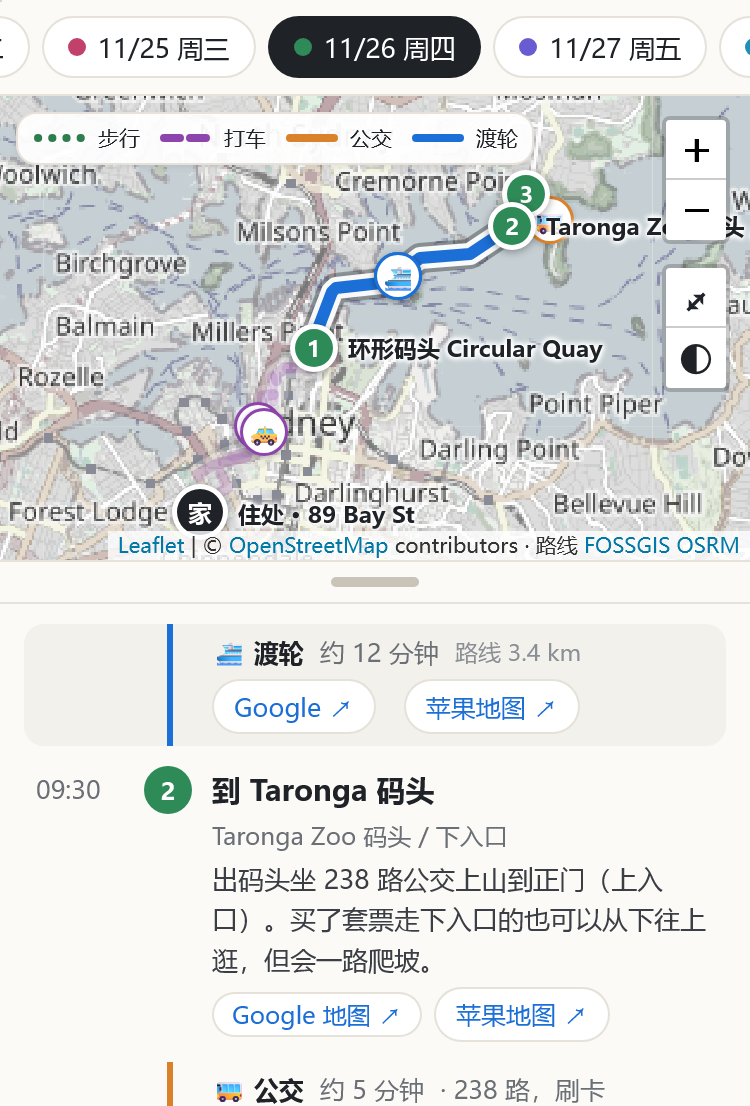 11/25 周三
11/26 周四
11/27 周五
步行
打车
公交
渡轮
Cremorne
Milsons Point
Birchgrove
Balmain
Millers
Rozelle
3
2
Taronga
1
环形码头 Circular Quay
Point Piper
Darling Point
Darlinghurst
Forest Lodge
Bellevue Hill
家
住处・89 Bay St
+
−
Leaflet | © OpenStreetMap contributors · 路线 FOSSGIS OSRM
渡轮 约 12 分钟 路线 3.4 km
Google ↗
苹果地图 ↗
09:30
2
到 Taronga 码头
Taronga Zoo 码头 / 下入口
出码头坐 238 路公交上山到正门（上入
口）。买了套票走下入口的也可以从下往上
逛，但会一路爬坡。
Google 地图 ↗
苹果地图 ↗
公交 约 5 分钟 · 238 路，刷卡